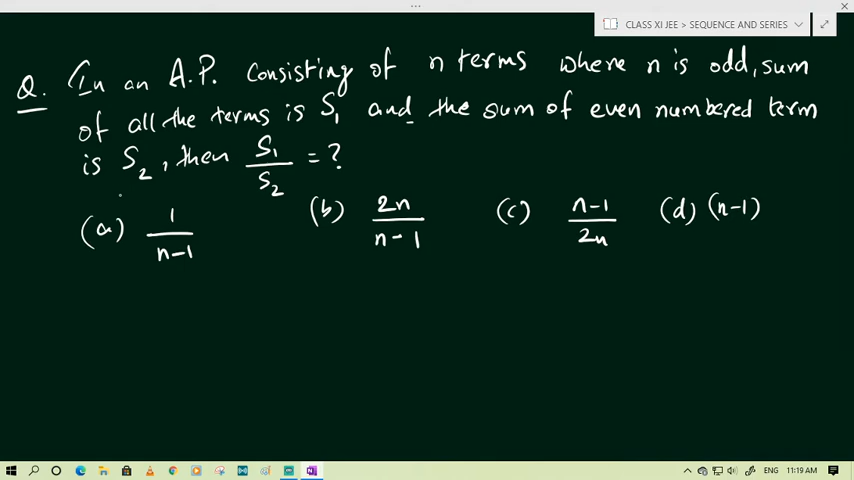 CLASS XI JEE > SEQUENCE AND SERIES
Q. In an A.P. Consisting of n terms where n is odd, sum
of all the terms is S₁ and the sum of even numbered term
is S₂, then S₁/S₂ = ?
(a) 1/(n-1) (b) 2n/(n-1) (c) (n-1)/2n (d) (n-1)
ENG 11:19 AM